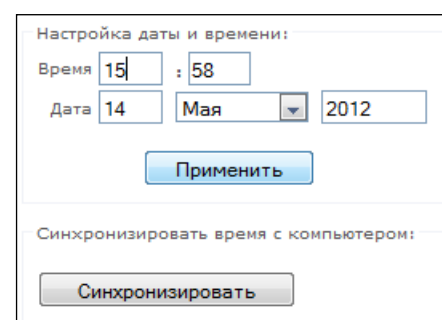 Настройка даты и времени:
Время 15 : 58
Дата 14 Мая 2012
Применить
Синхронизировать время с компьютером:
Синхронизировать